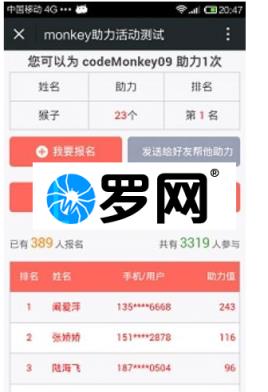 中国移动 4G 20:47
monkey助力活动测试
您可以为 codeMonkey09 助力1次
姓名 助力 排名
猴子 23个 第 1 名
我要报名 发送给好友帮他助力
罗网®
已有 389 人报名 共有 3319 人参与
排名 姓名 手机/用户 助力值
1 阚爱萍 135****6668 243
2 张娇娇 151****2878 116
3 陆海飞 187****0504 96